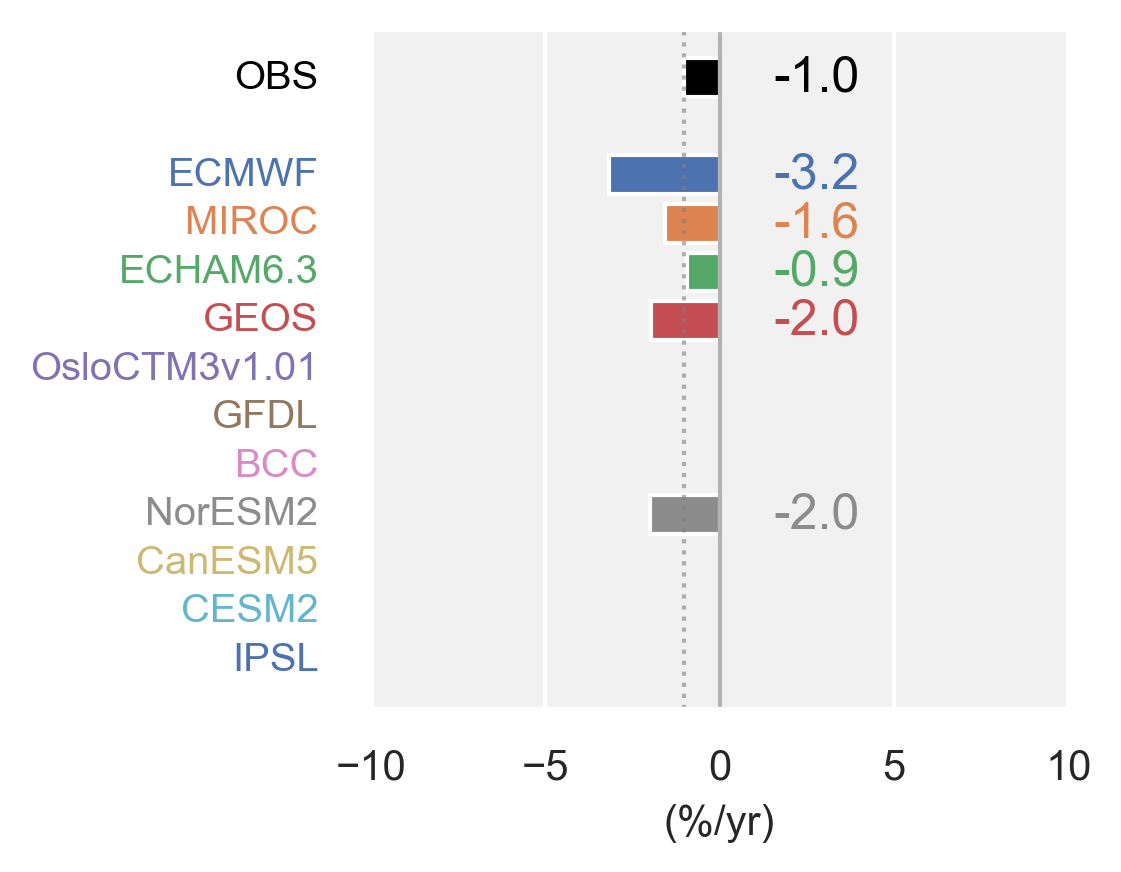 OBS -1.0
ECMWF -3.2
MIROC -1.6
ECHAM6.3 -0.9
GEOS -2.0
OsloCTM3v1.01
GFDL
BCC
NorESM2 -2.0
CanESM5
CESM2
IPSL
−10 −5 0 5 10
(%/yr)